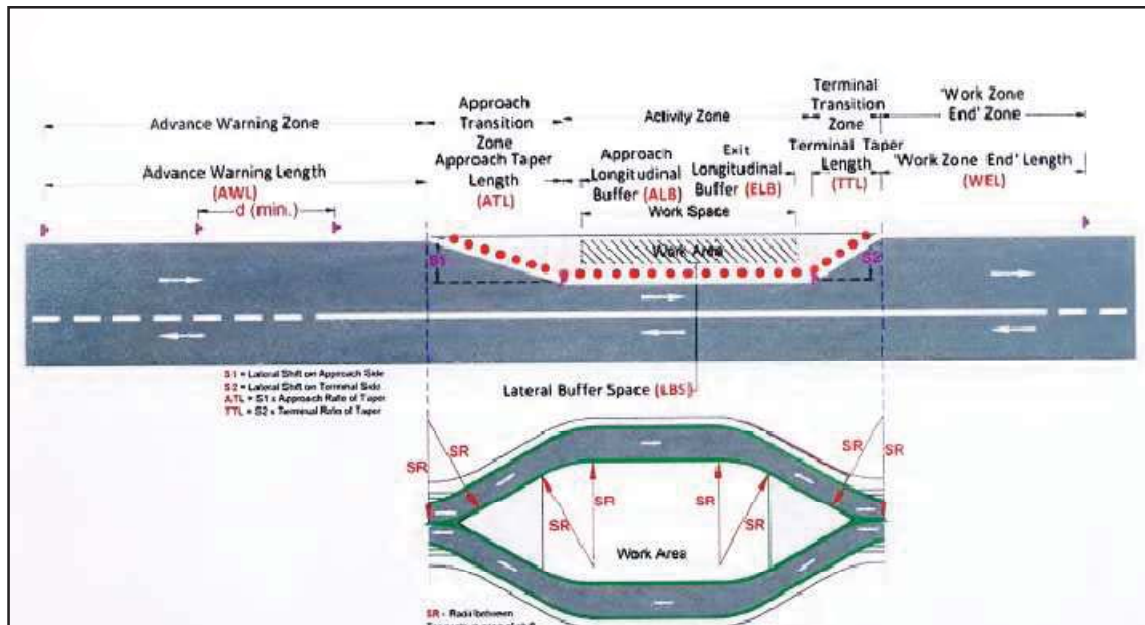 Advance Warning Zone
Approach
Transition
Zone
Activity Zone
Terminal
Transition
Zone
'Work Zone
End' Zone
Advance Warning Length
(AWL)
d (min.)
Approach Taper
Length
(ATL)
Approach
Longitudinal
Buffer (ALB)
Exit
Longitudinal
Buffer (ELB)
Terminal Taper
Length
(TTL)
'Work Zone End' Length
(WEL)
Work Space
Work Area
S1
S2
S1 = Lateral Shift on Approach Side
S2 = Lateral Shift on Terminal Side
ATL = S1 x Approach Rate of Taper
TTL = S2 x Terminal Rate of Taper
Lateral Buffer Space (LBS)
SR
SR
SR
SR
SR
SR
SR
SR
Work Area
SR - Radii between